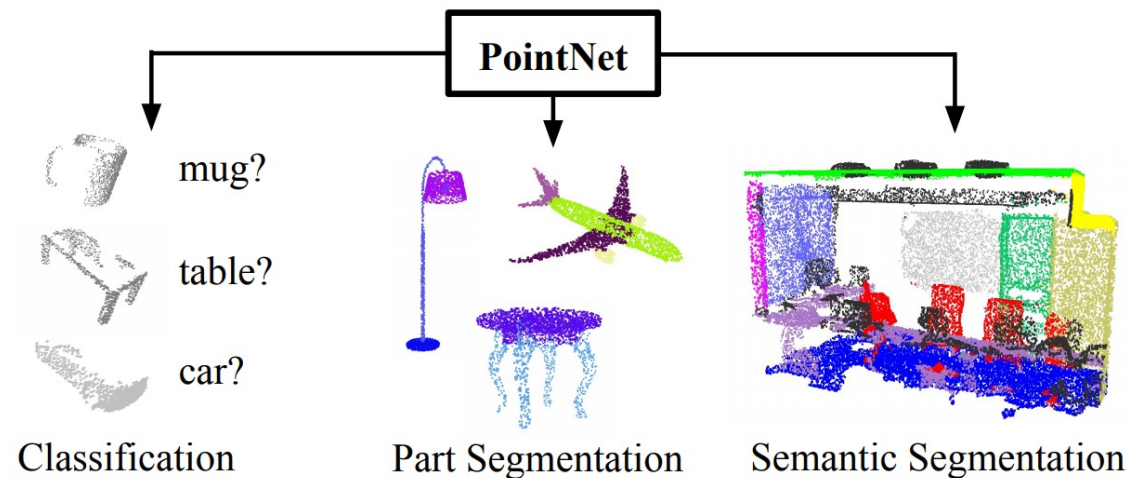 PointNet
mug?
table?
car?
Classification
Part Segmentation
Semantic Segmentation